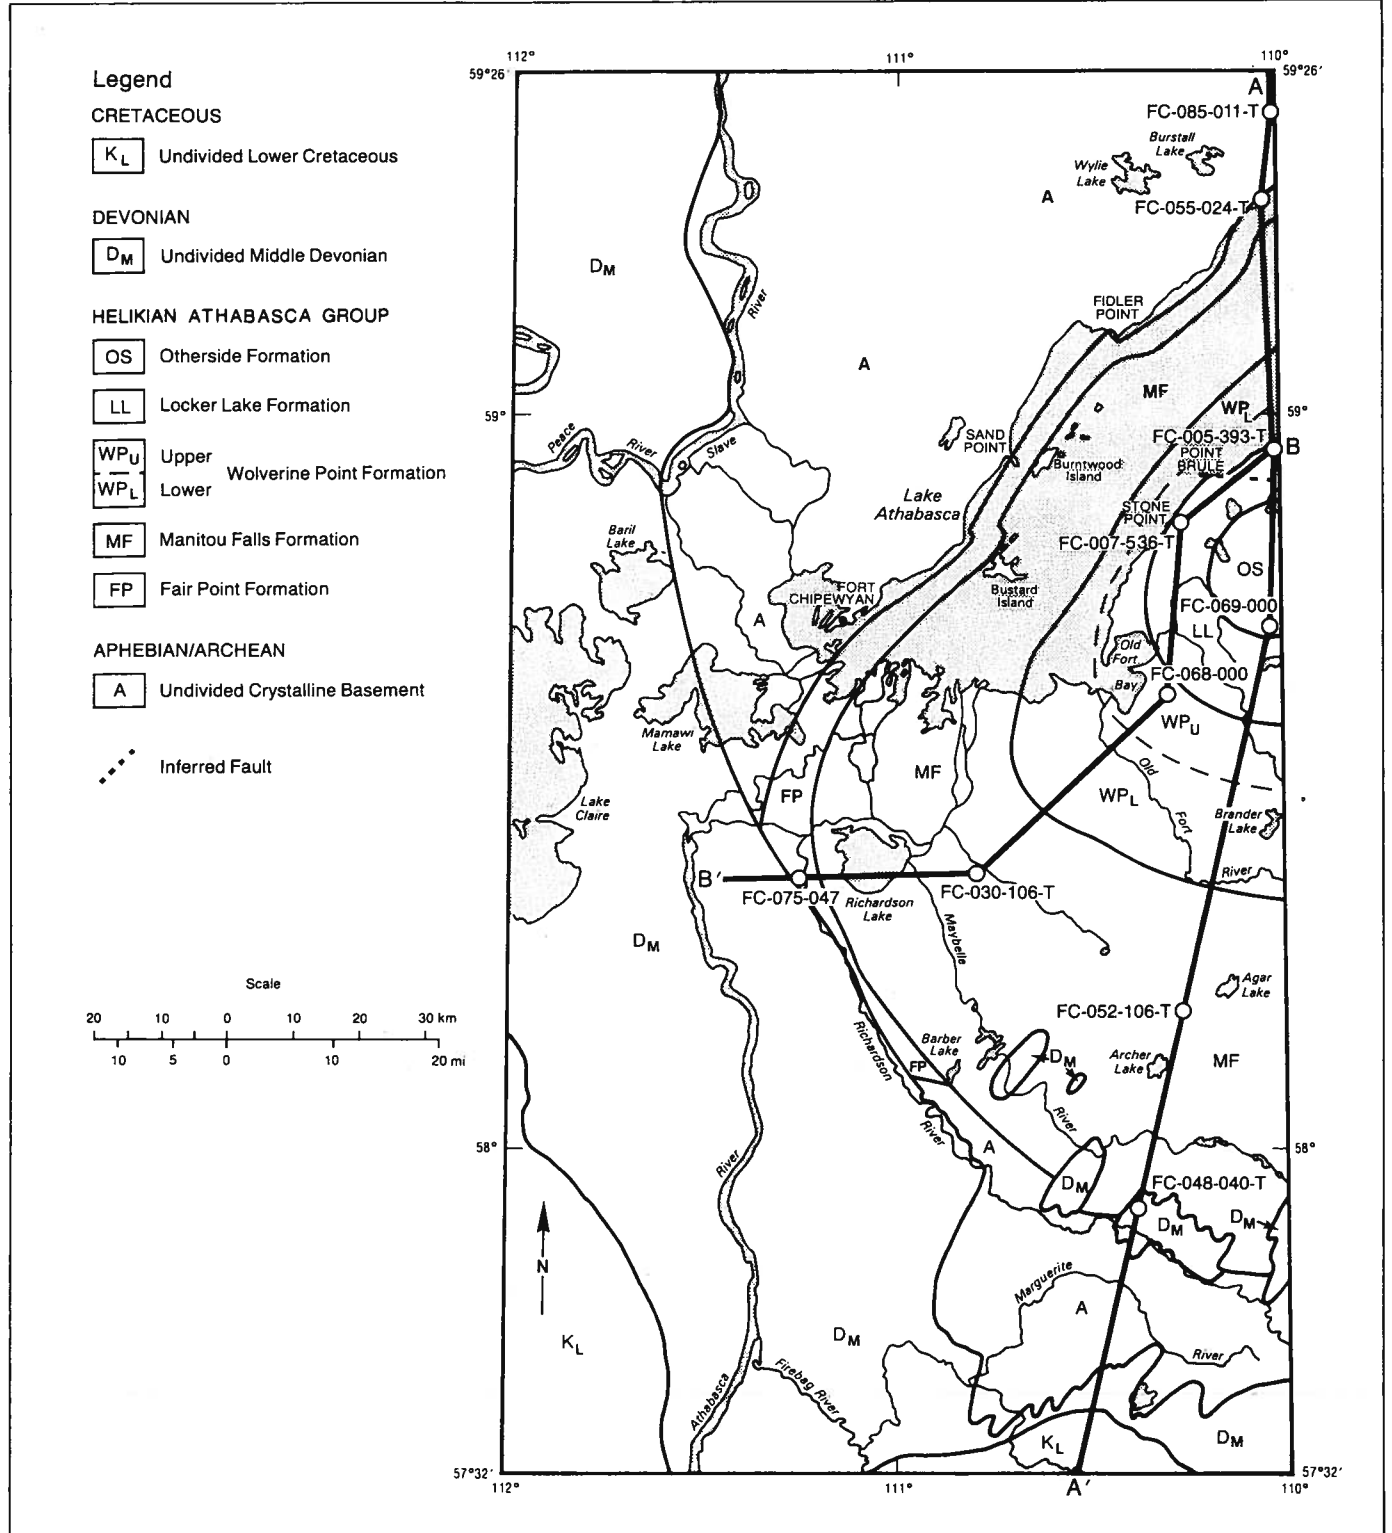 Legend
CRETACEOUS
KL Undivided Lower Cretaceous
DEVONIAN
DM Undivided Middle Devonian
HELIKIAN ATHABASCA GROUP
OS Otherside Formation
LL Locker Lake Formation
WPU Upper
Wolverine Point Formation
WPL Lower
MF Manitou Falls Formation
FP Fair Point Formation
APHEBIAN/ARCHEAN
A Undivided Crystalline Basement
Inferred Fault
Scale
20 10 0 10 20 30 km
10 5 0 10 20 mi
112° 111° 110°
59°26' 59°26'
A
FC-085-011-T
Burstall
Lake
Wylie
Lake
A
FC-055-024-T
DM
River
FIDLER
POINT
A
MF
WPL
59° 59°
Peace
River
Slave
SAND
POINT
FC-005-393-T
B
POINT
BRULE
Burntwood
Island
Lake
Athabasca
STONE
POINT
Baril
Lake
FC-007-536-T
OS
FORT
CHIPEWYAN
Bustard
Island
FC-069-000
A
LL
Old
Fort
Bay
FC-068-000
WPU
Mamawi
Lake
MF
Old
FP
WPL
Fort
Lake
Claire
Brander
Lake
River
B'
FC-075-047
FC-030-106-T
Richardson
Lake
Maybelle
DM
Agar
Lake
FC-052-106-T
Richardson
Barber
Lake
DM
Archer
Lake
MF
FP
River
River
A
58° 58°
River
DM
FC-048-040-T
DM
DM
N
Marguerite
A
KL
DM
River
Firebag River
Athabasca
KL
DM
57°32' 57°32'
112° 111° A' 110°